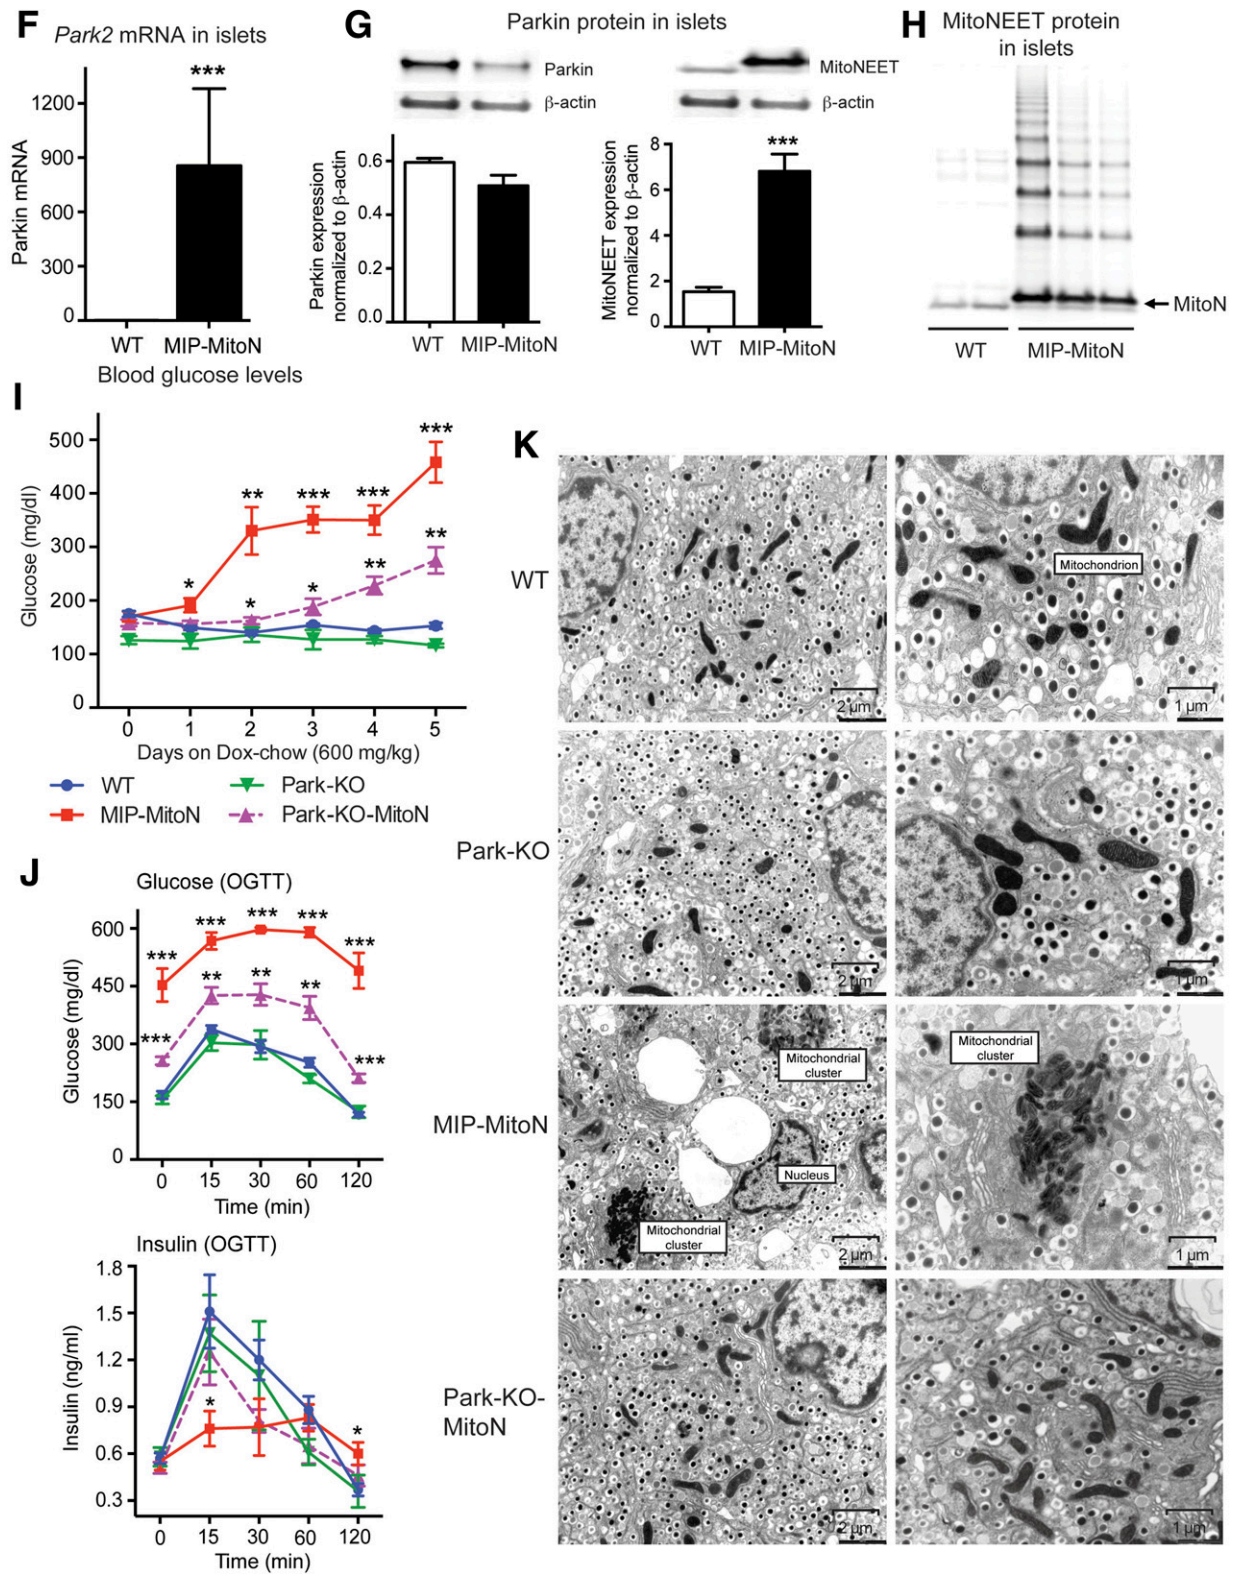 F
Park2 mRNA in islets
***
1200
900
600
300
0
Parkin mRNA
WT
MIP-MitoN
G
Parkin protein in islets
Parkin
β-actin
MitoNEET
β-actin
0.6
0.4
0.2
0.0
Parkin expression
normalized to β-actin
WT
MIP-MitoN
***
8
6
4
2
0
MitoNEET expression
normalized to β-actin
WT
MIP-MitoN
H
MitoNEET protein
in islets
MitoN
WT
MIP-MitoN
I
Blood glucose levels
500
400
300
200
100
0
Glucose (mg/dl)
*
**
***
***
***
*
*
**
**
0
1
2
3
4
5
Days on Dox-chow (600 mg/kg)
WT
Park-KO
MIP-MitoN
Park-KO-MitoN
J
Glucose (OGTT)
600
450
300
150
0
Glucose (mg/dl)
***
***
***
***
***
***
**
**
**
***
0
15
30
60
120
Time (min)
Insulin (OGTT)
1.8
1.5
1.2
0.9
0.6
0.3
Insulin (ng/ml)
*
*
0
15
30
60
120
Time (min)
K
WT
2 µm
Mitochondrion
1 µm
Park-KO
2 µm
1 µm
MIP-MitoN
Mitochondrial
cluster
Nucleus
Mitochondrial
cluster
2 µm
Mitochondrial
cluster
1 µm
Park-KO-
MitoN
2 µm
1 µm